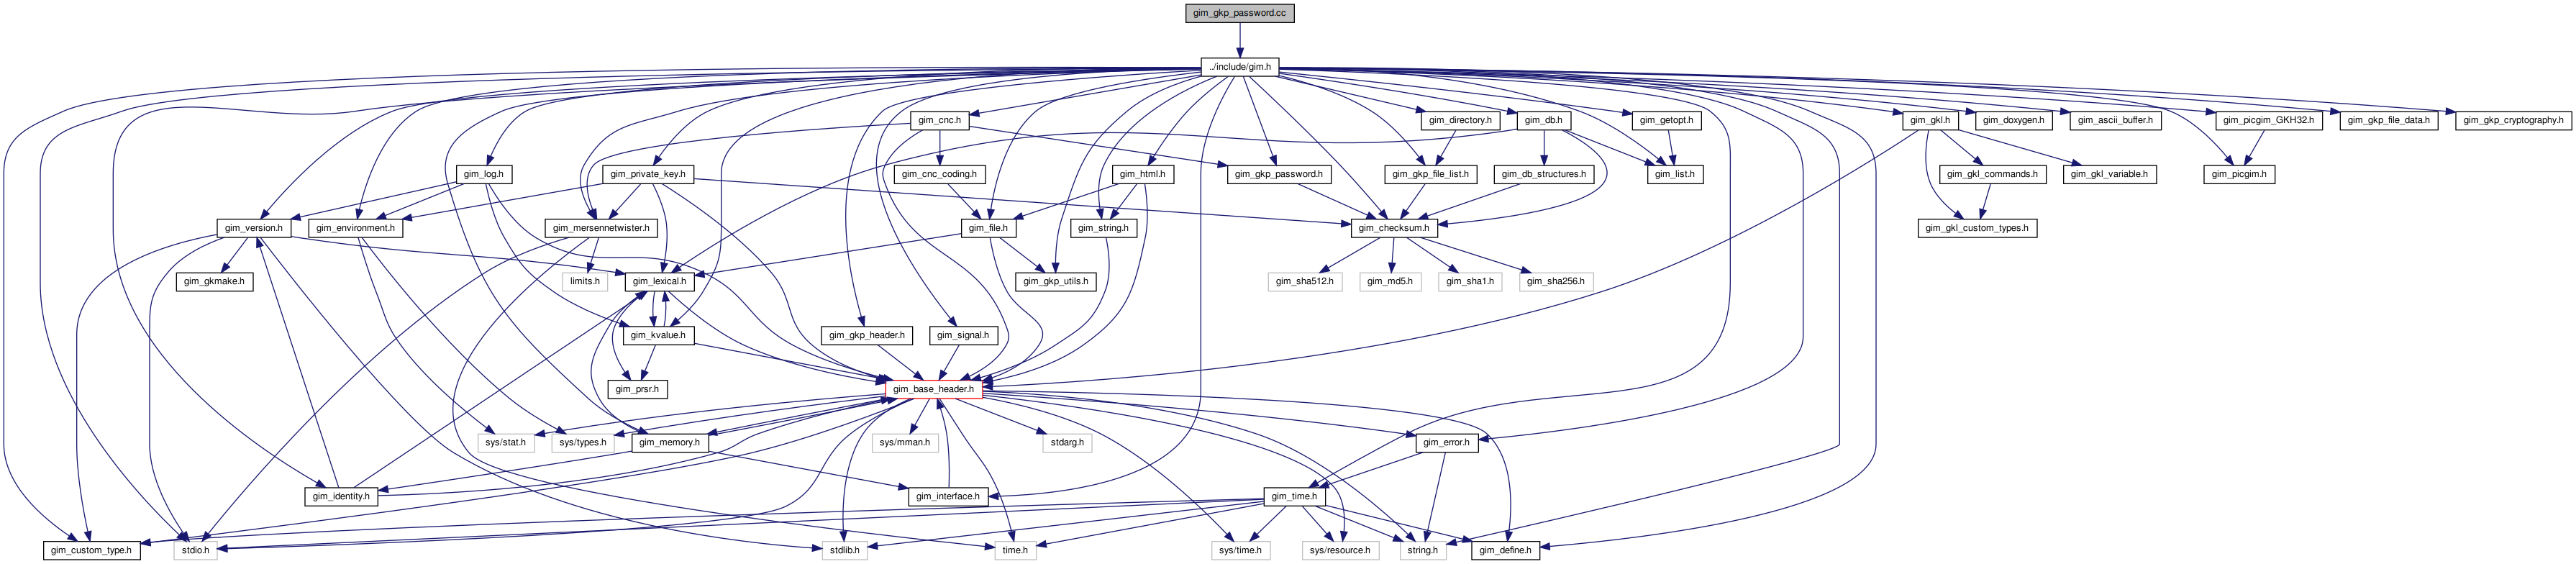 gim_gkp_password.cc
../include/gim.h
gim_cnc.h
gim_directory.h
gim_db.h
gim_getopt.h
gim_gkl.h
gim_doxygen.h
gim_ascii_buffer.h
gim_picgim_GKH32.h
gim_gkp_file_data.h
gim_gkp_cryptography.h
gim_log.h
gim_private_key.h
gim_cnc_coding.h
gim_html.h
gim_gkp_password.h
gim_gkp_file_list.h
gim_db_structures.h
gim_list.h
gim_gkl_commands.h
gim_gkl_variable.h
gim_picgim.h
gim_version.h
gim_environment.h
gim_mersennetwister.h
gim_file.h
gim_string.h
gim_checksum.h
gim_gkl_custom_types.h
gim_gkmake.h
limits.h
gim_lexical.h
gim_gkp_utils.h
gim_sha512.h
gim_md5.h
gim_sha1.h
gim_sha256.h
gim_kvalue.h
gim_gkp_header.h
gim_signal.h
gim_prsr.h
gim_base_header.h
sys/stat.h
sys/types.h
gim_memory.h
sys/mman.h
stdarg.h
gim_error.h
gim_identity.h
gim_interface.h
gim_time.h
gim_custom_type.h
stdio.h
stdlib.h
time.h
sys/time.h
sys/resource.h
string.h
gim_define.h